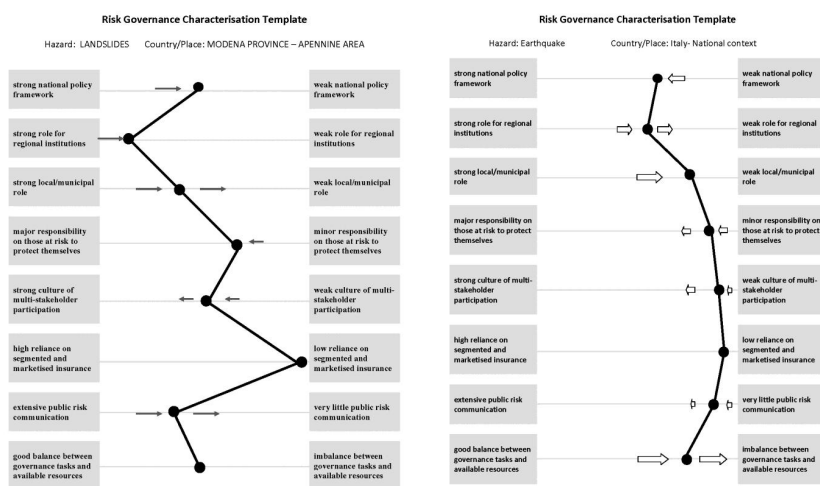 Risk Governance Characterisation Template
Hazard: LANDSLIDES Country/Place: MODENA PROVINCE – APENNINE AREA
strong national policy
framework
weak national policy
framework
strong role for
regional institutions
weak role for regional
institutions
strong local/municipal
role
weak local/municipal
role
major responsibility
on those at risk to
protect themselves
minor responsibility
on those at risk to
protect themselves
strong culture of
multi-stakeholder
participation
weak culture of multi-
stakeholder
participation
high reliance on
segmented and
marketised insurance
low reliance on
segmented and
marketised insurance
extensive public risk
communication
very little public risk
communication
good balance between
governance tasks and
available resources
imbalance between
governance tasks and
available resources
Risk Governance Characterisation Template
Hazard: Earthquake Country/Place: Italy- National context
strong national policy
framework
weak national policy
framework
strong role for regional
institutions
weak role for regional
institutions
strong local/municipal
role
weak local/municipal
role
major responsibility on
those at risk to protect
themselves
minor responsibility on
those at risk to protect
themselves
strong culture of multi-
stakeholder
participation
weak culture of multi-
stakeholder
participation
high reliance on
segmented and
marketised insurance
low reliance on
segmented and
marketised insurance
extensive public risk
communication
very little public risk
communication
good balance between
governance tasks and
available resources
imbalance between
governance tasks and
available resources